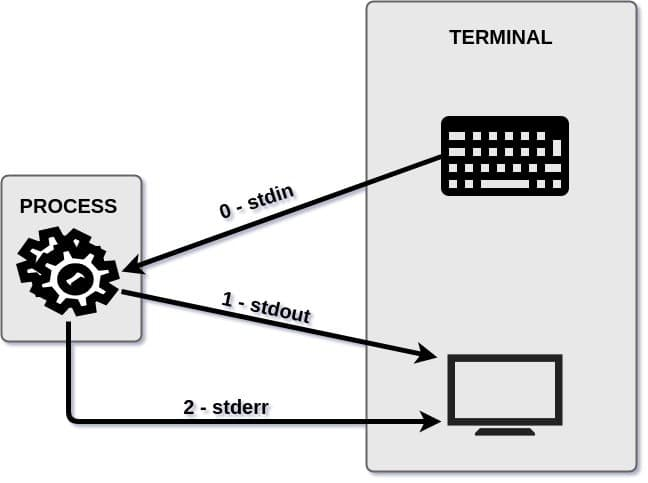 TERMINAL
0 - stdin
PROCESS
1 - stdout
2 - stderr